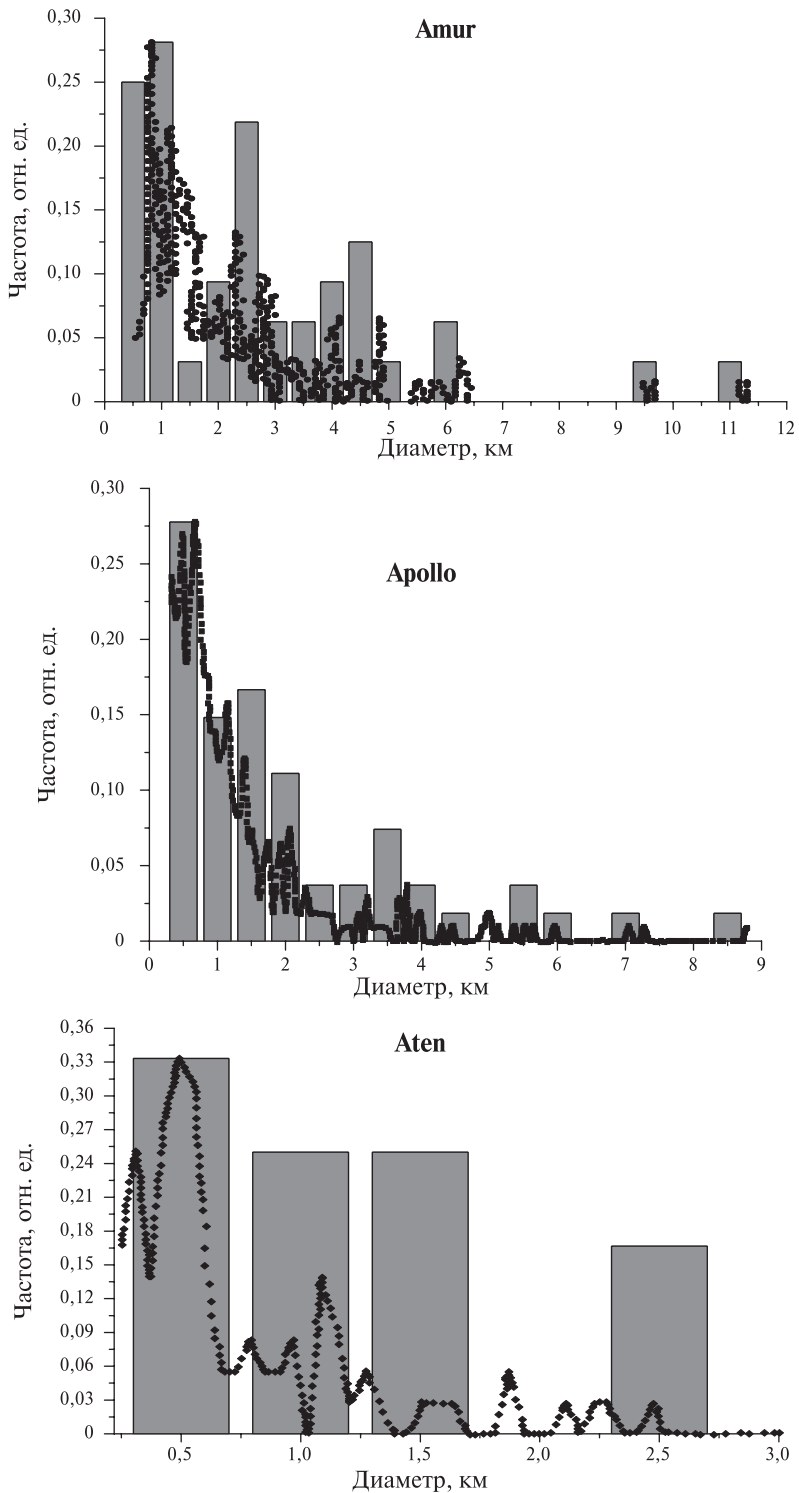 Amur
Частота, отн. ед.
0,30
0,25
0,20
0,15
0,10
0,05
0
0 1 2 3 4 5 6 7 8 9 10 11 12
Диаметр, км
Apollo
Частота, отн. ед.
0,30
0,25
0,20
0,15
0,10
0,05
0
0 1 2 3 4 5 6 7 8 9
Диаметр, км
Aten
Частота, отн. ед.
0,36
0,33
0,30
0,27
0,24
0,21
0,18
0,15
0,12
0,09
0,06
0,03
0
0,5 1,0 1,5 2,0 2,5 3,0
Диаметр, км